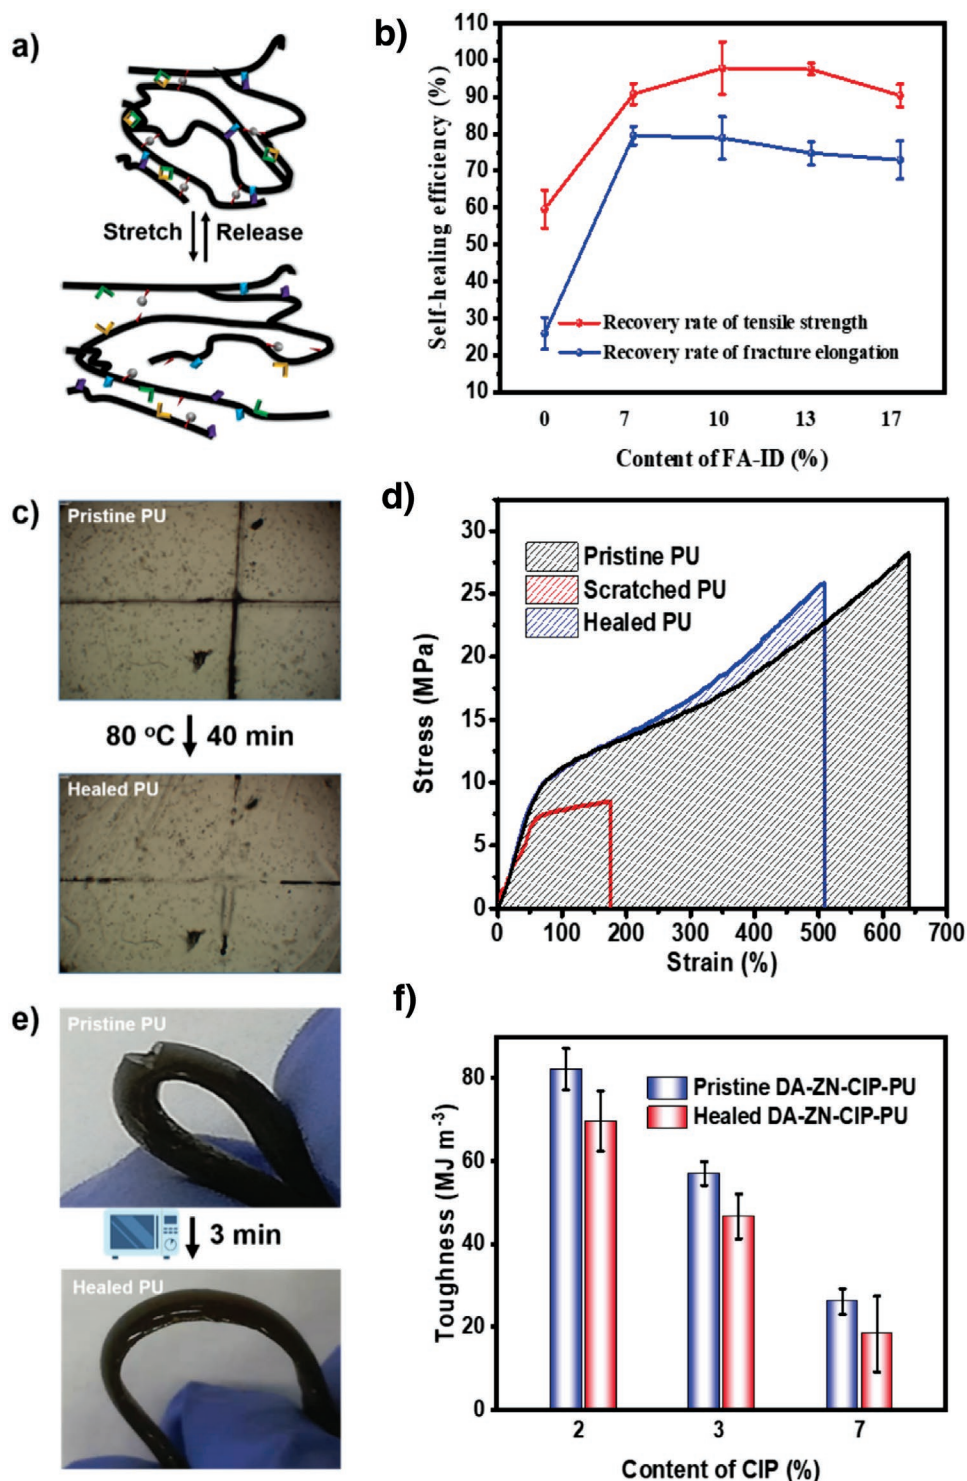 a)
Stretch
Release
b)
Self-healing efficiency (%)
110
100
90
80
70
60
50
40
30
20
10
Recovery rate of tensile strength
Recovery rate of fracture elongation
0 7 10 13 17
Content of FA-ID (%)
c)
Pristine PU
80 °C 40 min
Healed PU
d)
Stress (MPa)
30
25
20
15
10
5
0
Pristine PU
Scratched PU
Healed PU
0 100 200 300 400 500 600 700
Strain (%)
e)
Pristine PU
3 min
Healed PU
f)
Toughness (MJ m⁻³)
80
60
40
20
0
Pristine DA-ZN-CIP-PU
Healed DA-ZN-CIP-PU
2 3 7
Content of CIP (%)